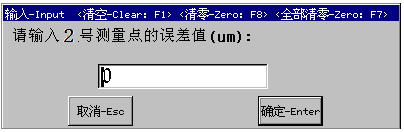 输入-Input <清空-Clear: F1> <清零-Zero: F8> <全部清零-Zero: F7>
请输入2号测量点的误差值(um):
0
取消-Esc 确定-Enter